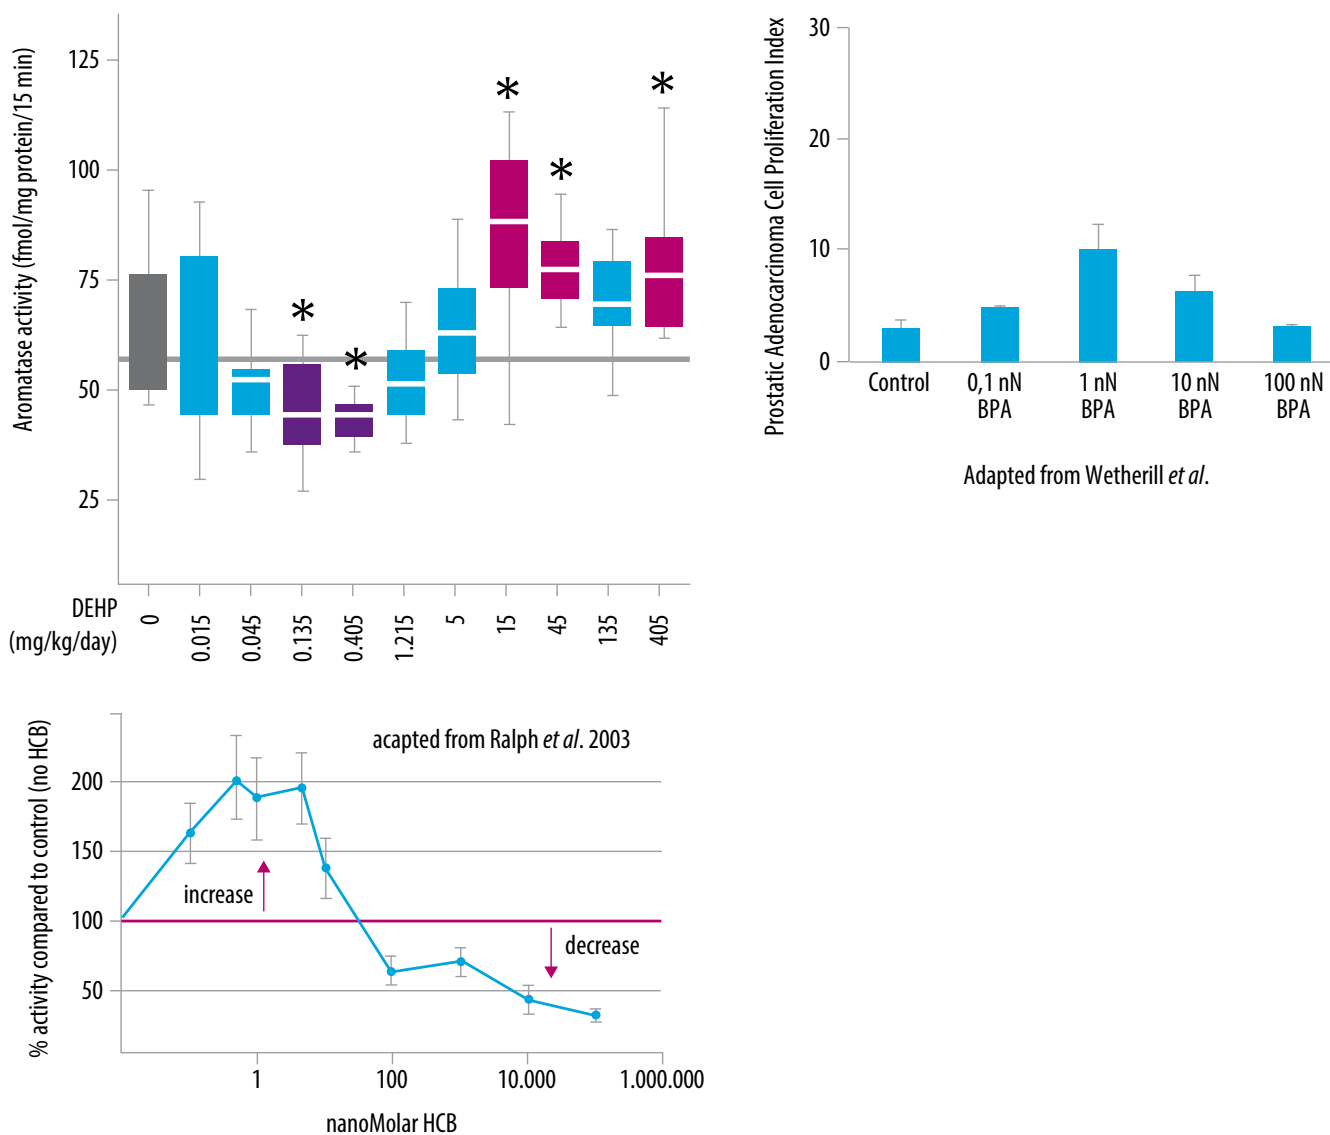 Aromatase activity (fmol/mg protein/15 min)
125
100
75
50
25
*
*
*
*
*
DEHP
(mg/kg/day)
0
0.015
0.045
0.135
0.405
1.215
5
15
45
135
405
Prostatic Adenocarcinoma Cell Proliferation Index
30
20
10
0
Control
0,1 nN
BPA
1 nN
BPA
10 nN
BPA
100 nN
BPA
Adapted from Wetherill et al.
% activity compared to control (no HCB)
acapted from Ralph et al. 2003
200
150
100
50
increase
decrease
1
100
10.000
1.000.000
nanoMolar HCB